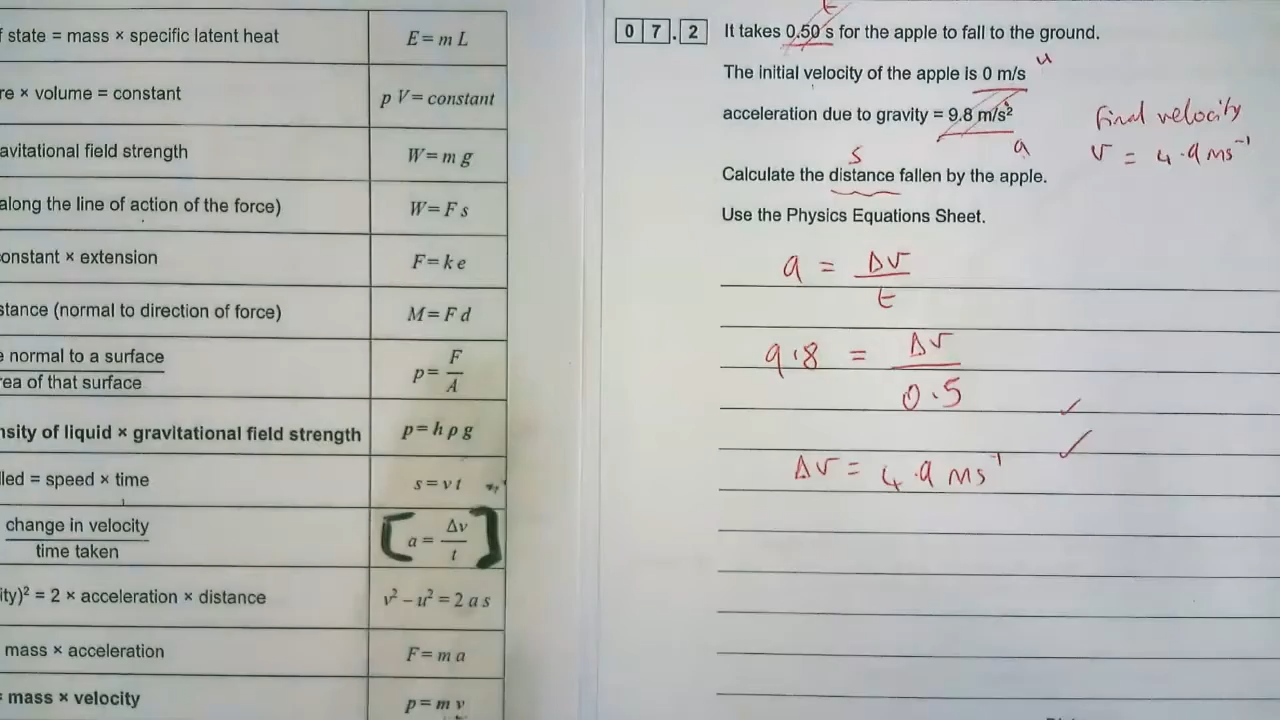 f state = mass × specific latent heat
E = m L
re × volume = constant
p V = constant
avitational field strength
W = m g
along the line of action of the force)
W = F s
onstant × extension
F = k e
stance (normal to direction of force)
M = F d
e normal to a surface
rea of that surface
p = F
A
nsity of liquid × gravitational field strength
p = h ρ g
lled = speed × time
s = v t
change in velocity
time taken
[a = Δv
t]
ity)² = 2 × acceleration × distance
v² – u² = 2 a s
mass × acceleration
F = m a
= mass × velocity
p = m v
t
0 7 . 2 It takes 0.50 s for the apple to fall to the ground.
u
The initial velocity of the apple is 0 m/s
acceleration due to gravity = 9.8 m/s²
a
final velocity
v = 4.9 ms⁻¹
s
Calculate the distance fallen by the apple.
Use the Physics Equations Sheet.
a = Δv
t
9.8 = Δv
0.5
✓
✓
Δv = 4.9 ms⁻¹